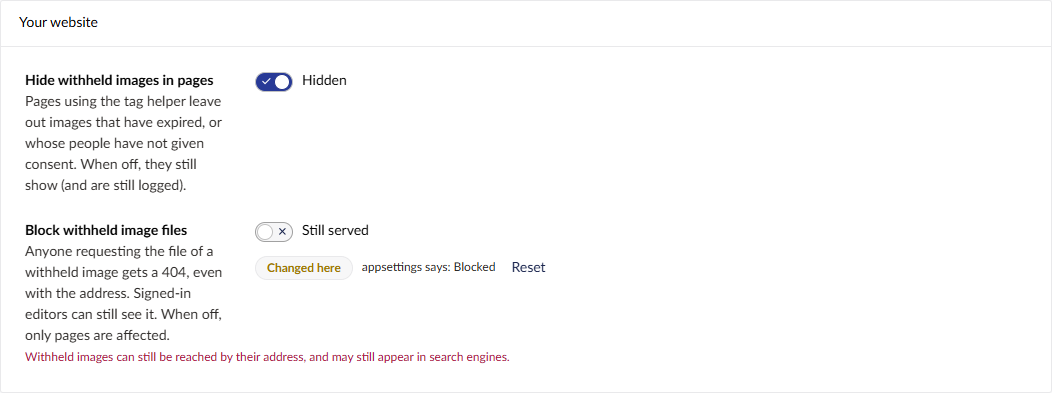 Your website
Hide withheld images in pages
Hidden
Pages using the tag helper leave
out images that have expired, or
whose people have not given
consent. When off, they still
show (and are still logged).
Block withheld image files
Still served
Anyone requesting the file of a
withheld image gets a 404, even
with the address. Signed-in
editors can still see it. When off,
only pages are affected.
Changed here
appsettings says: Blocked
Reset
Withheld images can still be reached by their address, and may still appear in search engines.